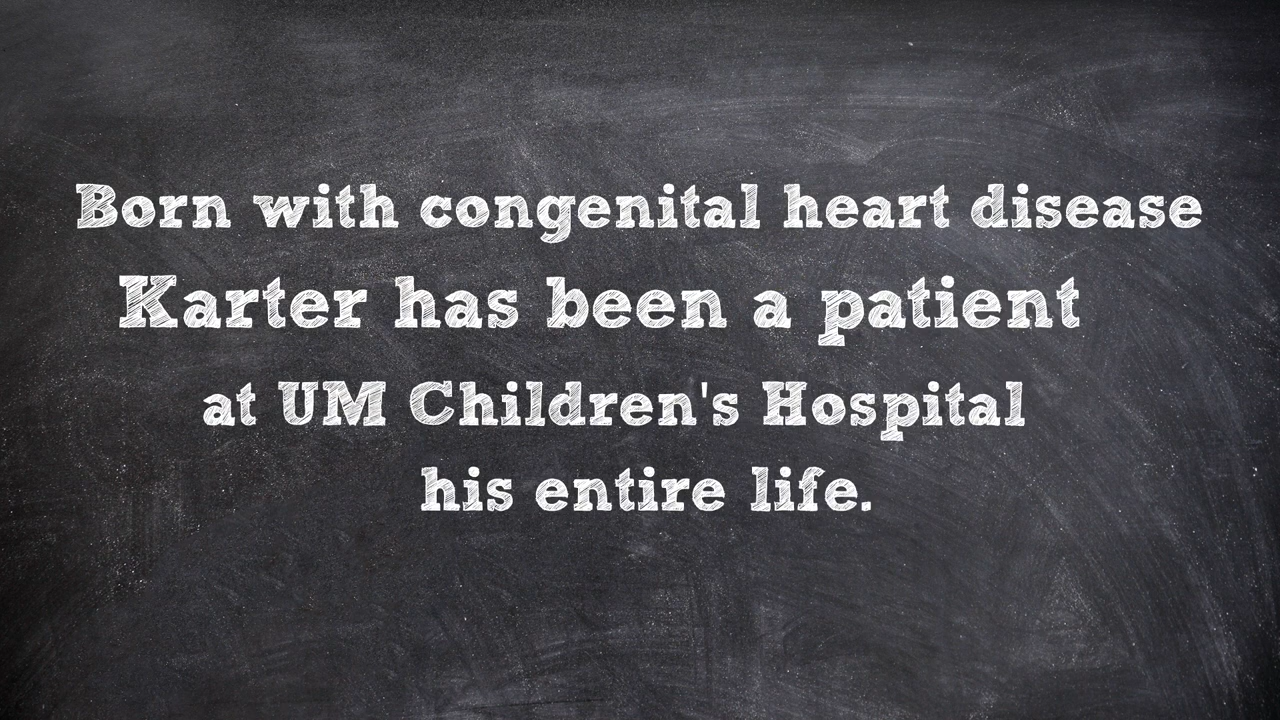 Born with congenital heart disease
Karter has been a patient
at UM Children's Hospital
his entire life.